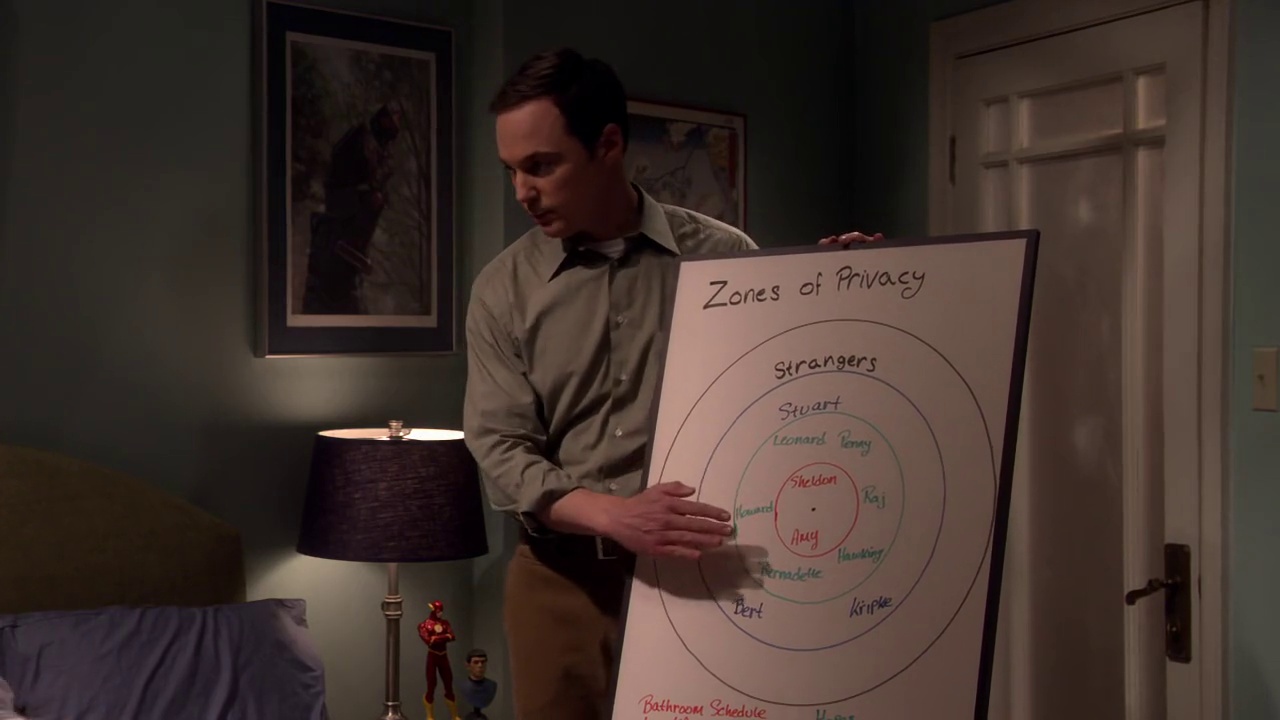 Zones of Privacy
Strangers
Stuart
Leonard Penny
Sheldon
Howard
Raj
Amy
Hawking
Bernadette
Bert
Kripke
Bathroom Schedule